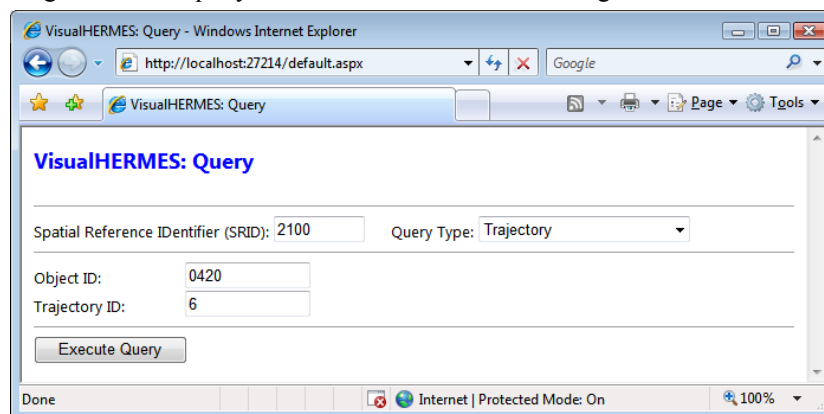 VisualHERMES: Query - Windows Internet Explorer
http://localhost:27214/default.aspx
Google
VisualHERMES: Query
Page
Tools
VisualHERMES: Query
Spatial Reference IDentifier (SRID): 2100 Query Type: Trajectory
Object ID: 0420
Trajectory ID: 6
Execute Query
Done
Internet | Protected Mode: On
100%